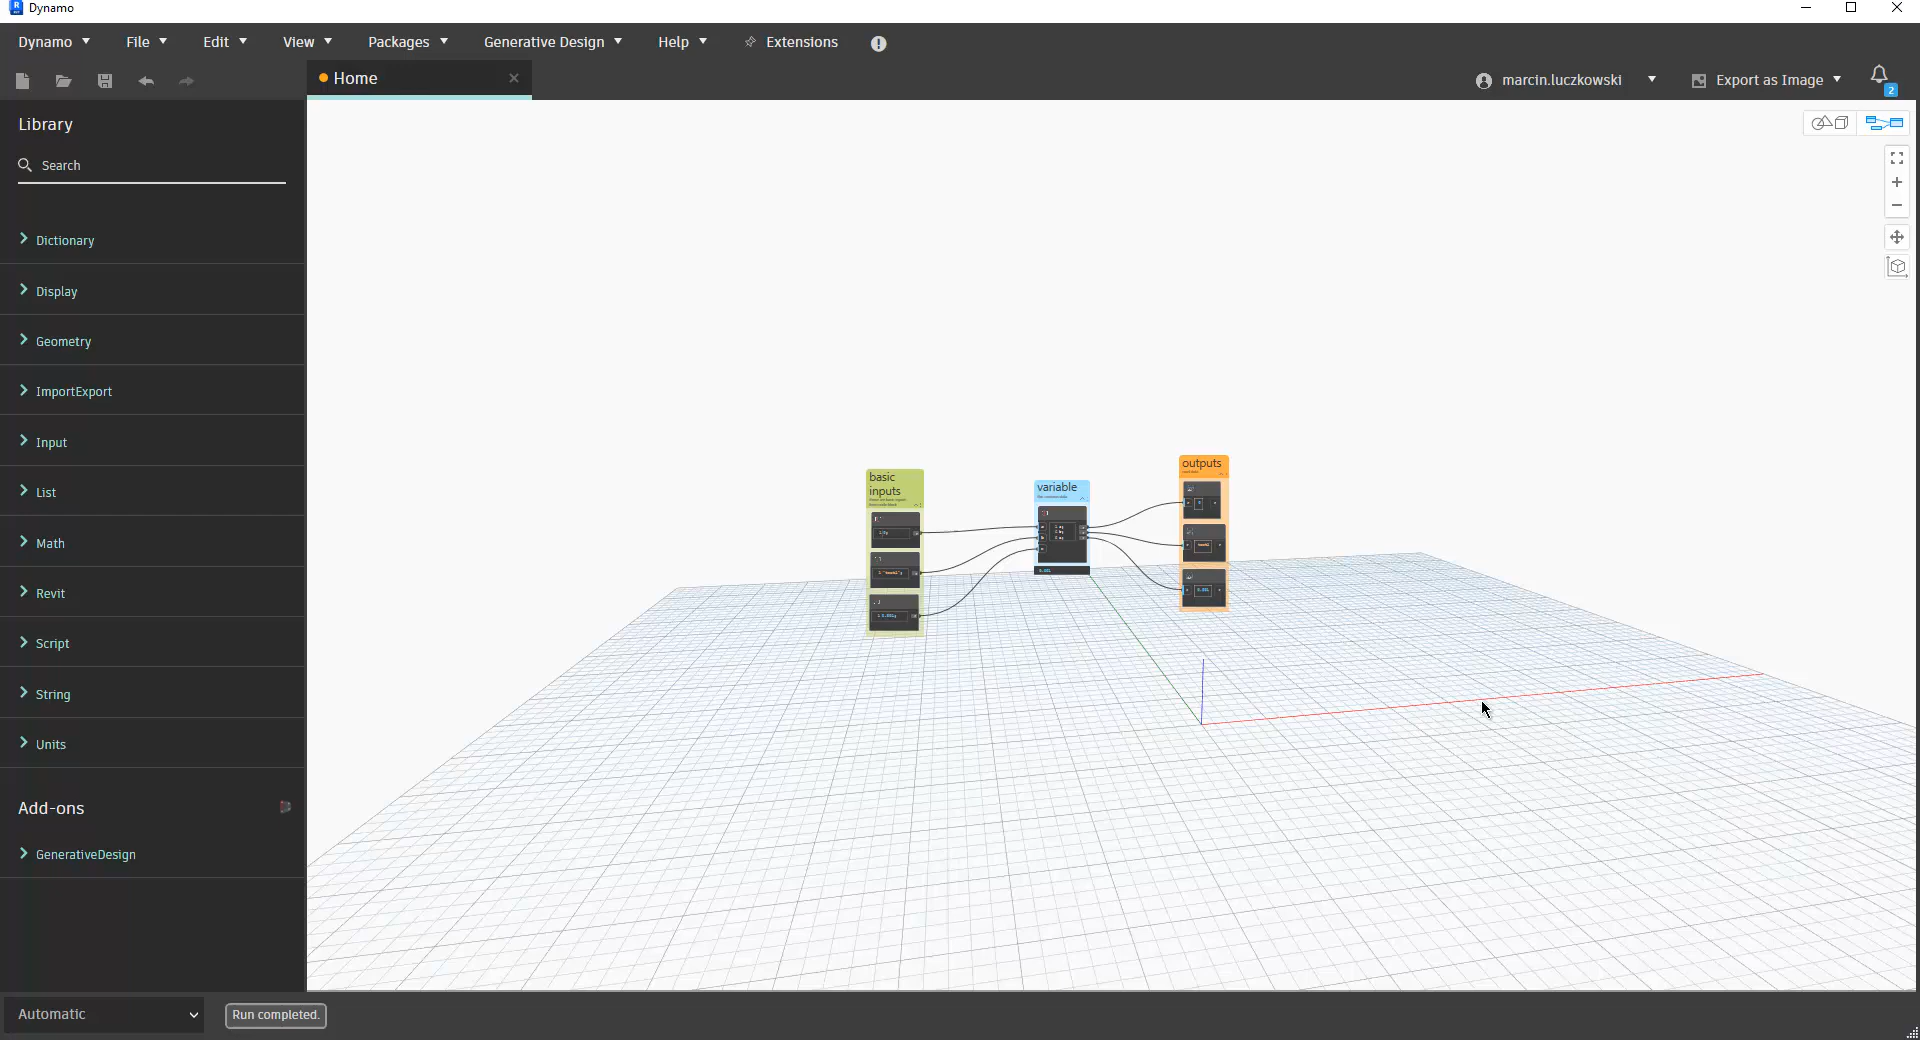 Dynamo
Dynamo File Edit View Packages Generative Design Help Extensions
Home
marcin.luczkowski
Export as Image
2
Library
Search
Dictionary
Display
Geometry
ImportExport
Input
List
Math
Revit
Script
String
Units
Add-ons
GenerativeDesign
basic
inputs
variable
outputs
0.001
Automatic
Run completed.